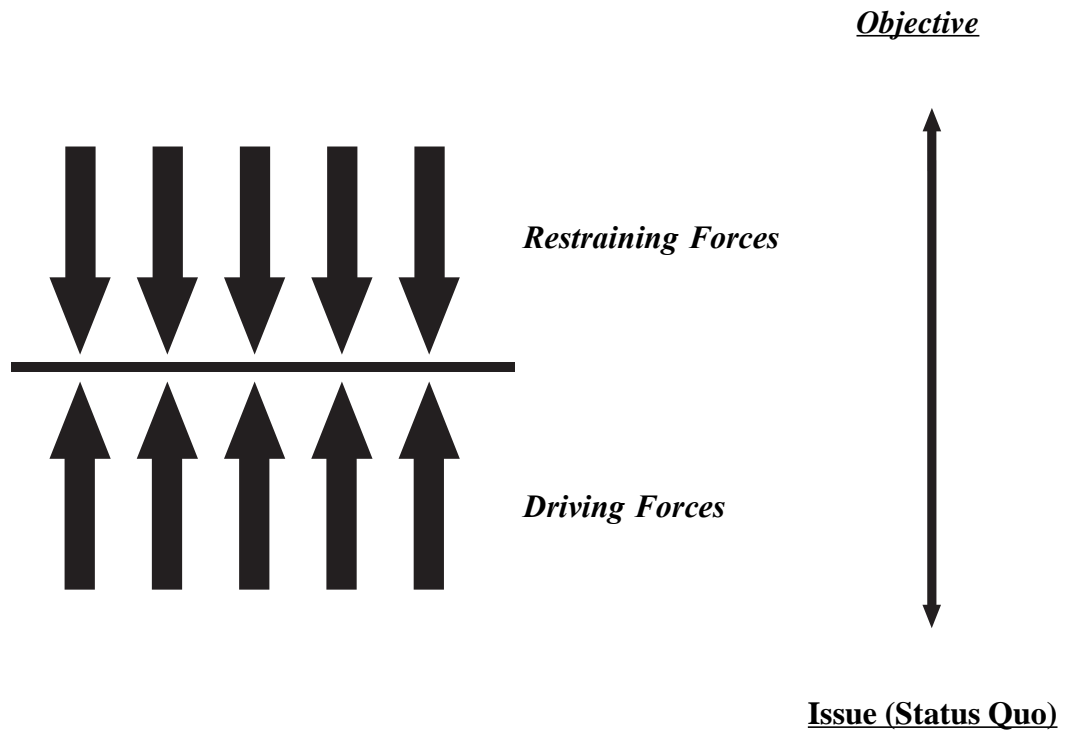 Objective
Restraining Forces
Driving Forces
Issue (Status Quo)